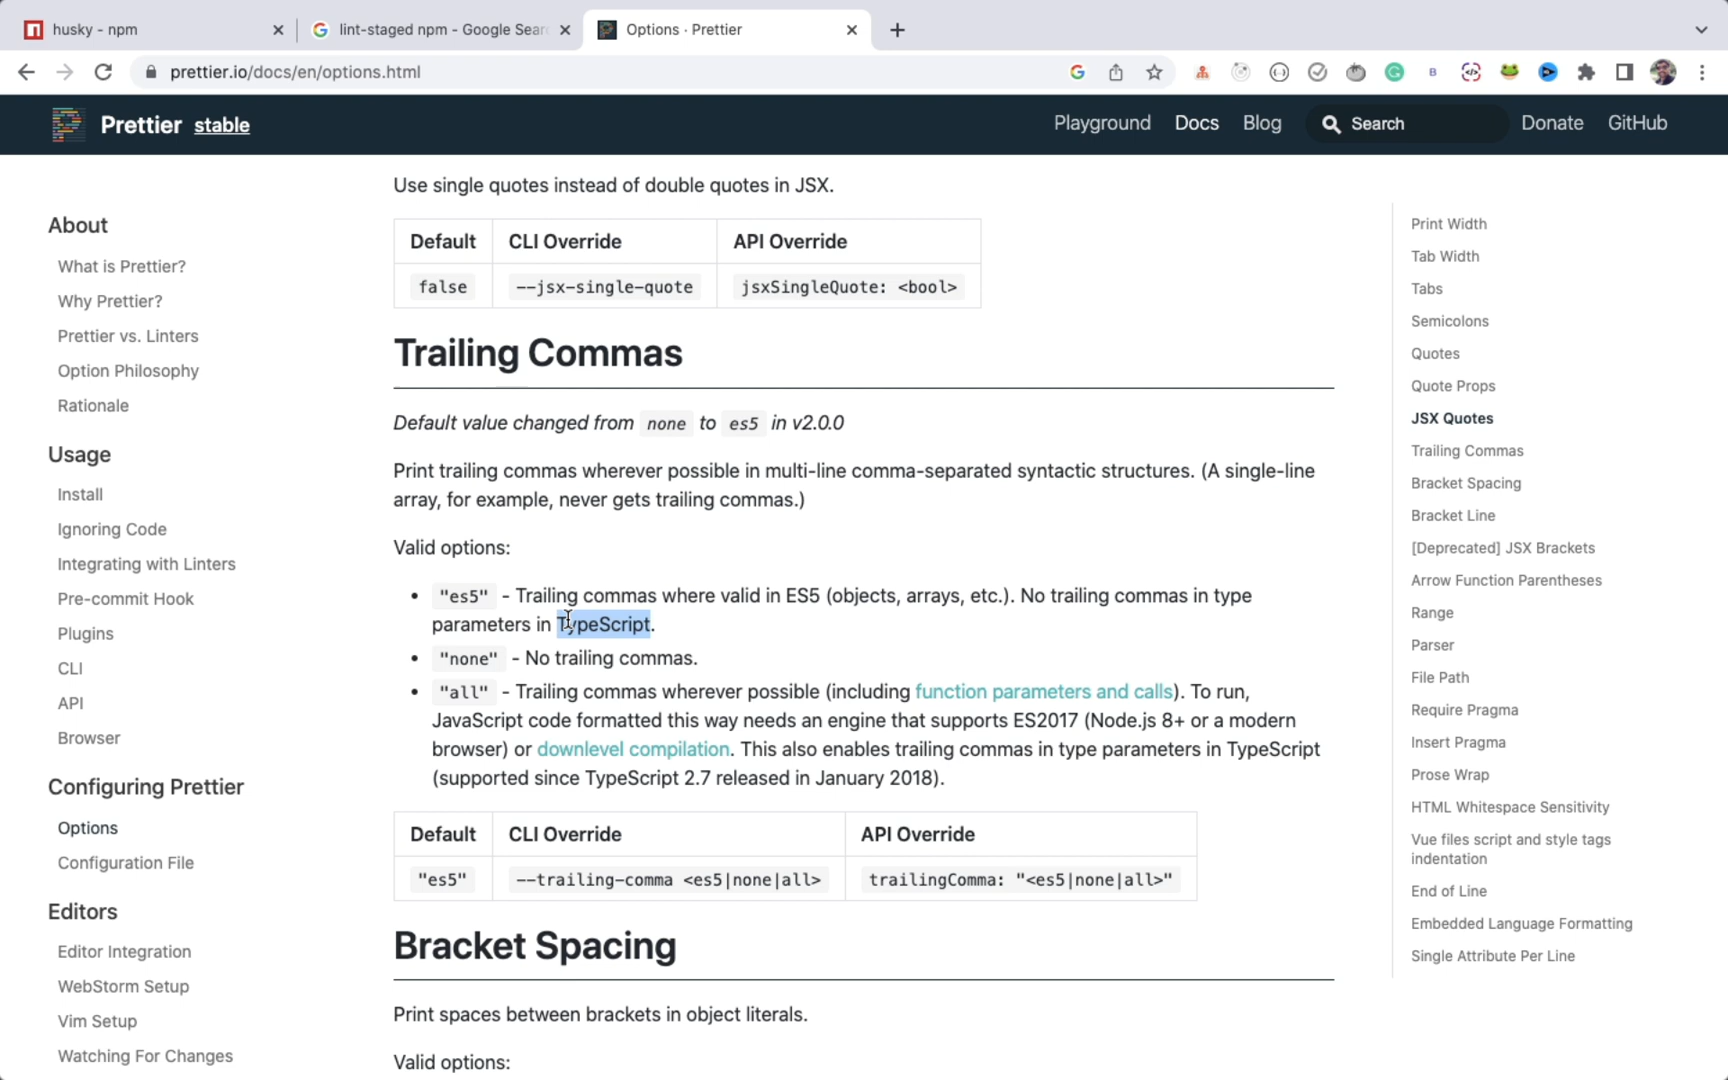 husky - npm
lint-staged npm - Google Sear
Options · Prettier
prettier.io/docs/en/options.html
Prettier stable
Playground Docs Blog Search Donate GitHub
About
What is Prettier?
Why Prettier?
Prettier vs. Linters
Option Philosophy
Rationale
Usage
Install
Ignoring Code
Integrating with Linters
Pre-commit Hook
Plugins
CLI
API
Browser
Configuring Prettier
Options
Configuration File
Editors
Editor Integration
WebStorm Setup
Vim Setup
Watching For Changes
Use single quotes instead of double quotes in JSX.
Default CLI Override API Override
false --jsx-single-quote jsxSingleQuote: <bool>
Trailing Commas
Default value changed from none to es5 in v2.0.0
Print trailing commas wherever possible in multi-line comma-separated syntactic structures. (A single-line
array, for example, never gets trailing commas.)
Valid options:
• "es5" - Trailing commas where valid in ES5 (objects, arrays, etc.). No trailing commas in type
parameters in TypeScript.
• "none" - No trailing commas.
• "all" - Trailing commas wherever possible (including function parameters and calls). To run,
JavaScript code formatted this way needs an engine that supports ES2017 (Node.js 8+ or a modern
browser) or downlevel compilation. This also enables trailing commas in type parameters in TypeScript
(supported since TypeScript 2.7 released in January 2018).
Default CLI Override API Override
"es5" --trailing-comma <es5|none|all> trailingComma: "<es5|none|all>"
Bracket Spacing
Print spaces between brackets in object literals.
Valid options:
Print Width
Tab Width
Tabs
Semicolons
Quotes
Quote Props
JSX Quotes
Trailing Commas
Bracket Spacing
Bracket Line
[Deprecated] JSX Brackets
Arrow Function Parentheses
Range
Parser
File Path
Require Pragma
Insert Pragma
Prose Wrap
HTML Whitespace Sensitivity
Vue files script and style tags
indentation
End of Line
Embedded Language Formatting
Single Attribute Per Line